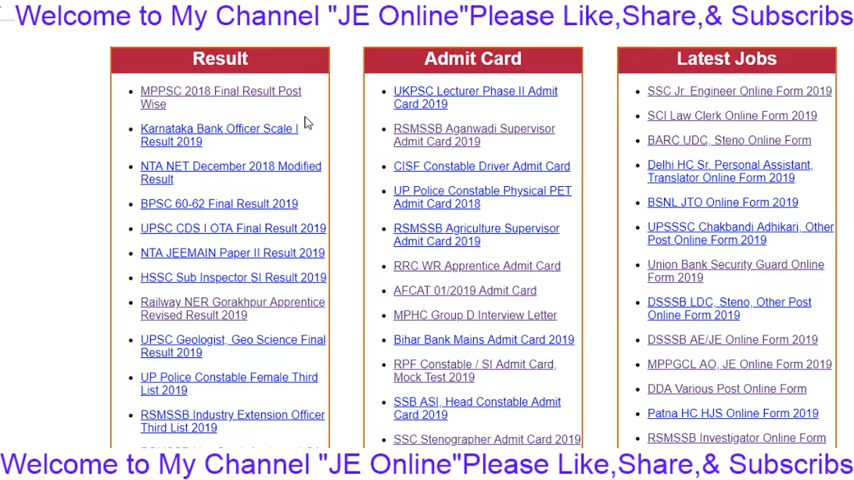 Welcome to My Channel "JE Online"Please Like,Share,& Subscribs
Result
MPPSC 2018 Final Result Post
Wise
Karnataka Bank Officer Scale I
Result 2019
NTA NET December 2018 Modified
Result
BPSC 60-62 Final Result 2019
UPSC CDS I OTA Final Result 2019
NTA JEEMAIN Paper II Result 2019
HSSC Sub Inspector SI Result 2019
Railway NER Gorakhpur Apprentice
Revised Result 2019
UPSC Geologist, Geo Science Final
Result 2019
UP Police Constable Female Third
List 2019
RSMSSB Industry Extension Officer
Third List 2019
Admit Card
UKPSC Lecturer Phase II Admit
Card 2019
RSMSSB Aganwadi Supervisor
Admit Card 2019
CISF Constable Driver Admit Card
UP Police Constable Physical PET
Admit Card 2018
RSMSSB Agriculture Supervisor
Admit Card 2019
RRC WR Apprentice Admit Card
AFCAT 01/2019 Admit Card
MPHC Group D Interview Letter
Bihar Bank Mains Admit Card 2019
RPF Constable / SI Admit Card,
Mock Test 2019
SSB ASI, Head Constable Admit
Card 2019
SSC Stenographer Admit Card 2019
Latest Jobs
SSC Jr. Engineer Online Form 2019
SCI Law Clerk Online Form 2019
BARC UDC, Steno Online Form
Delhi HC Sr. Personal Assistant,
Translator Online Form 2019
BSNL JTO Online Form 2019
UPSSSC Chakbandi Adhikari, Other
Post Online Form 2019
Union Bank Security Guard Online
Form 2019
DSSSB LDC, Steno, Other Post
Online Form 2019
DSSSB AE/JE Online Form 2019
MPPGCL AO, JE Online Form 2019
DDA Various Post Online Form
Patna HC HJS Online Form 2019
RSMSSB Investigator Online Form
Welcome to My Channel "JE Online"Please Like,Share,& Subscribs